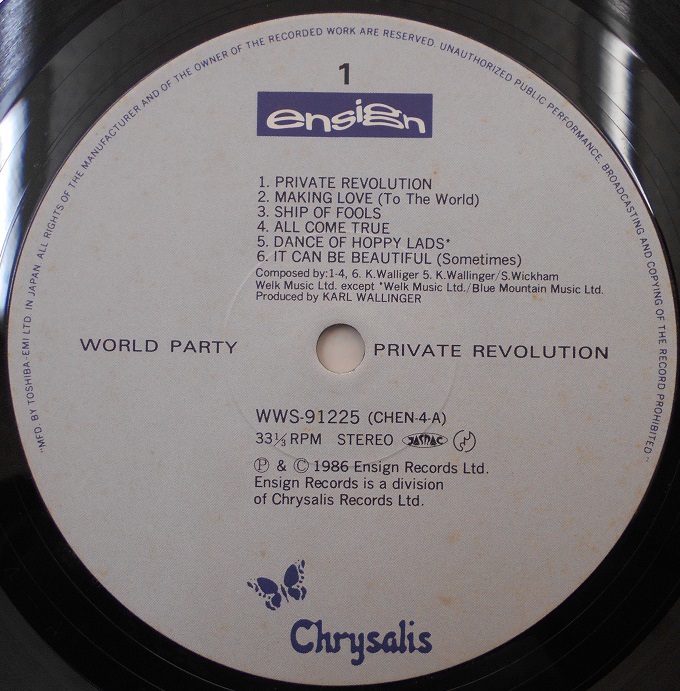 "MFD. BY TOSHIBA-EMI LTD. IN JAPAN ALL RIGHTS OF THE MANUFACTURER AND OF THE OWNER OF THE RECORDED WORK ARE RESERVED. UNAUTHORIZED PUBLIC PERFORMANCE, BROADCASTING AND COPYING OF THE RECORD PROHIBITED."
1
ensign
1. PRIVATE REVOLUTION
2. MAKING LOVE (To The World)
3. SHIP OF FOOLS
4. ALL COME TRUE
5. DANCE OF HOPPY LADS*
6. IT CAN BE BEAUTIFUL (Sometimes)
Composed by:1-4, 6. K.Walliger 5. K.Wallinger/S.Wickham
Welk Music Ltd. except *Welk Music Ltd./Blue Mountain Music Ltd.
Produced by KARL WALLINGER
WORLD PARTY PRIVATE REVOLUTION
WWS-91225 (CHEN-4-A)
33⅓ RPM STEREO JASRAC
Ⓟ & Ⓒ 1986 Ensign Records Ltd.
Ensign Records is a division
of Chrysalis Records Ltd.
Chrysalis